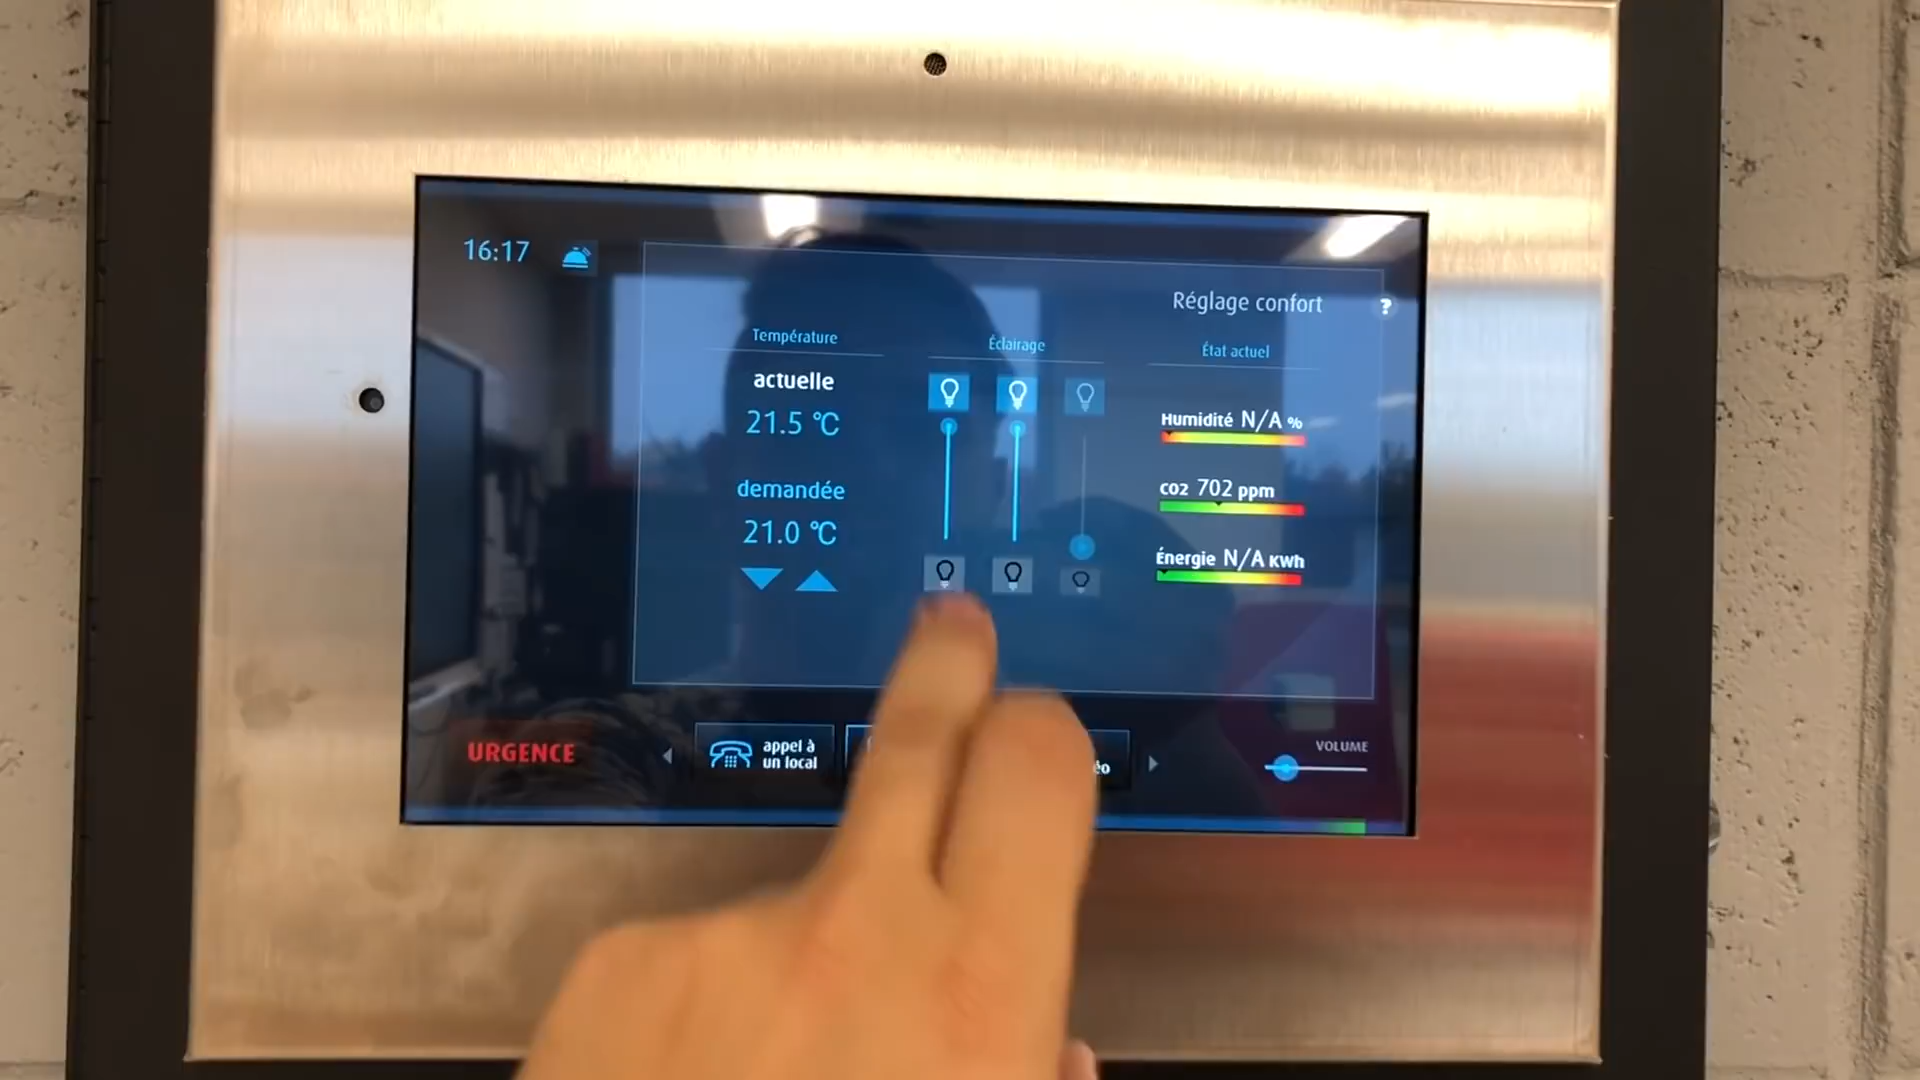 16:17
Réglage confort
?
Température
Éclairage
État actuel
actuelle
21.5 °C
demandée
21.0 °C
Humidité N/A %
CO2 702 ppm
Énergie N/A KWh
URGENCE
appel à
un local
VOLUME